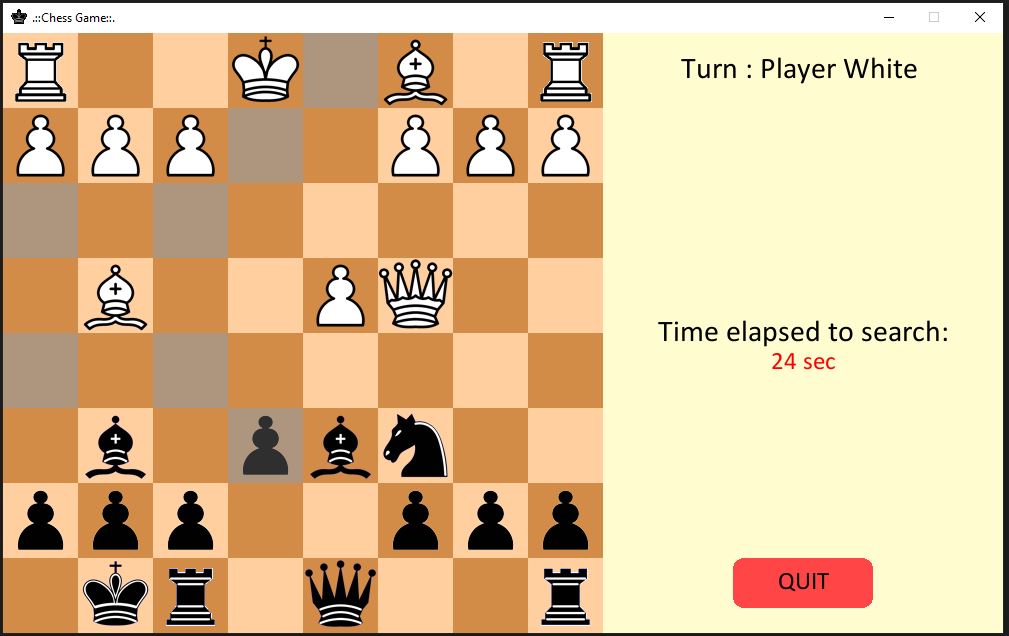 .::Chess Game::.
Turn : Player White
Time elapsed to search:
24 sec
QUIT